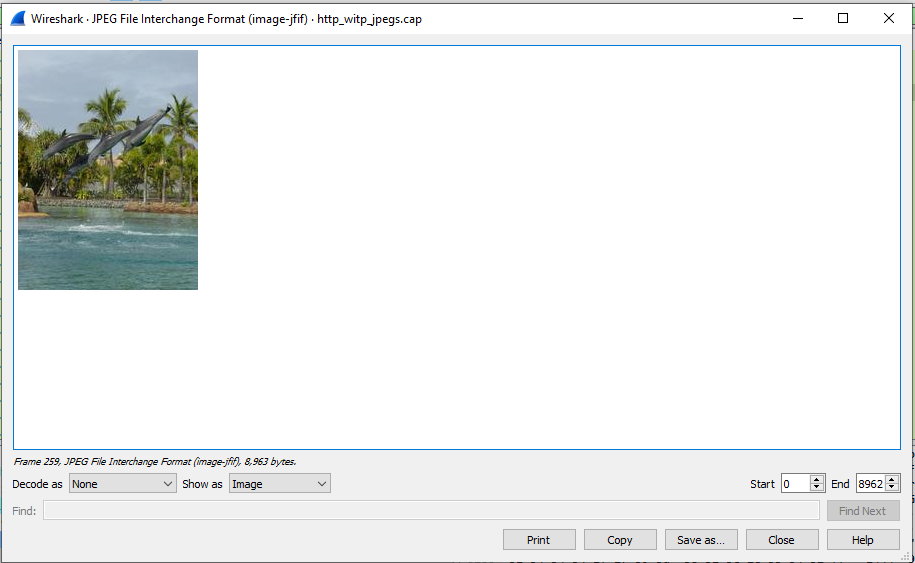 Wireshark · JPEG File Interchange Format (image-jfif) · http_witp_jpegs.cap
Frame 259, JPEG File Interchange Format (image-jfif), 8,963 bytes.
Decode as None Show as Image Start 0 End 8962
Find: Find Next
Print Copy Save as... Close Help